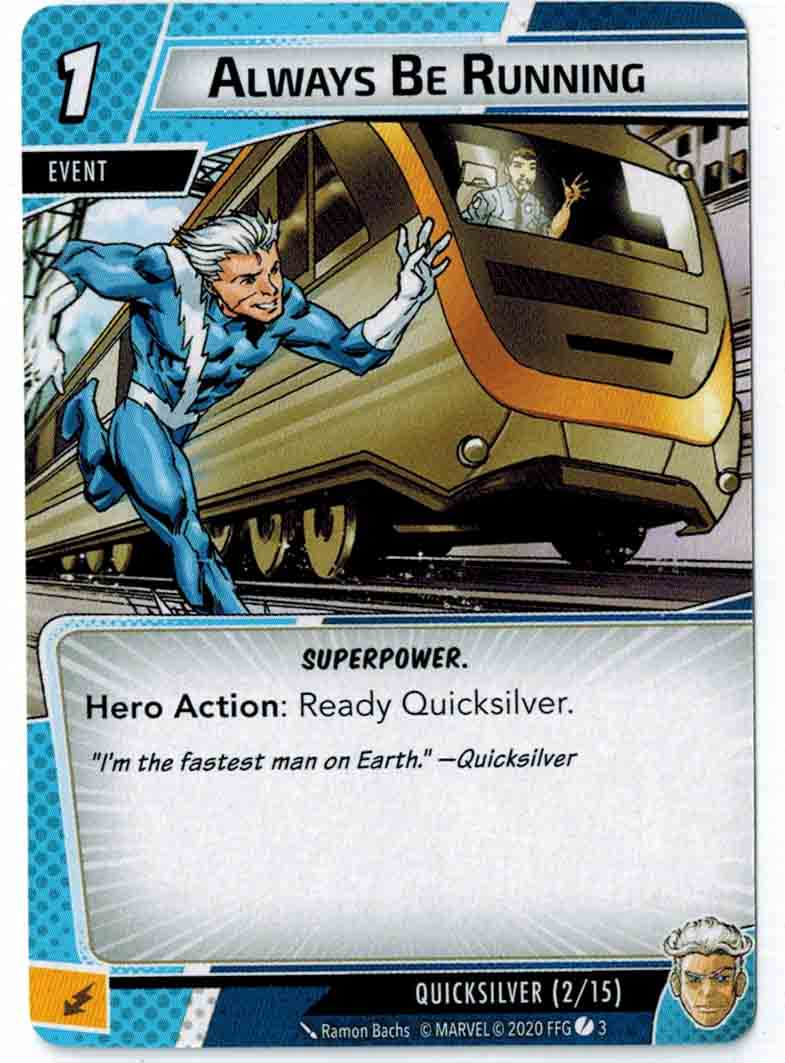 1
ALWAYS BE RUNNING
EVENT
SUPERPOWER.
Hero Action: Ready Quicksilver.
"I'm the fastest man on Earth." —Quicksilver
QUICKSILVER (2/15)
Ramon Bachs © MARVEL © 2020 FFG 3